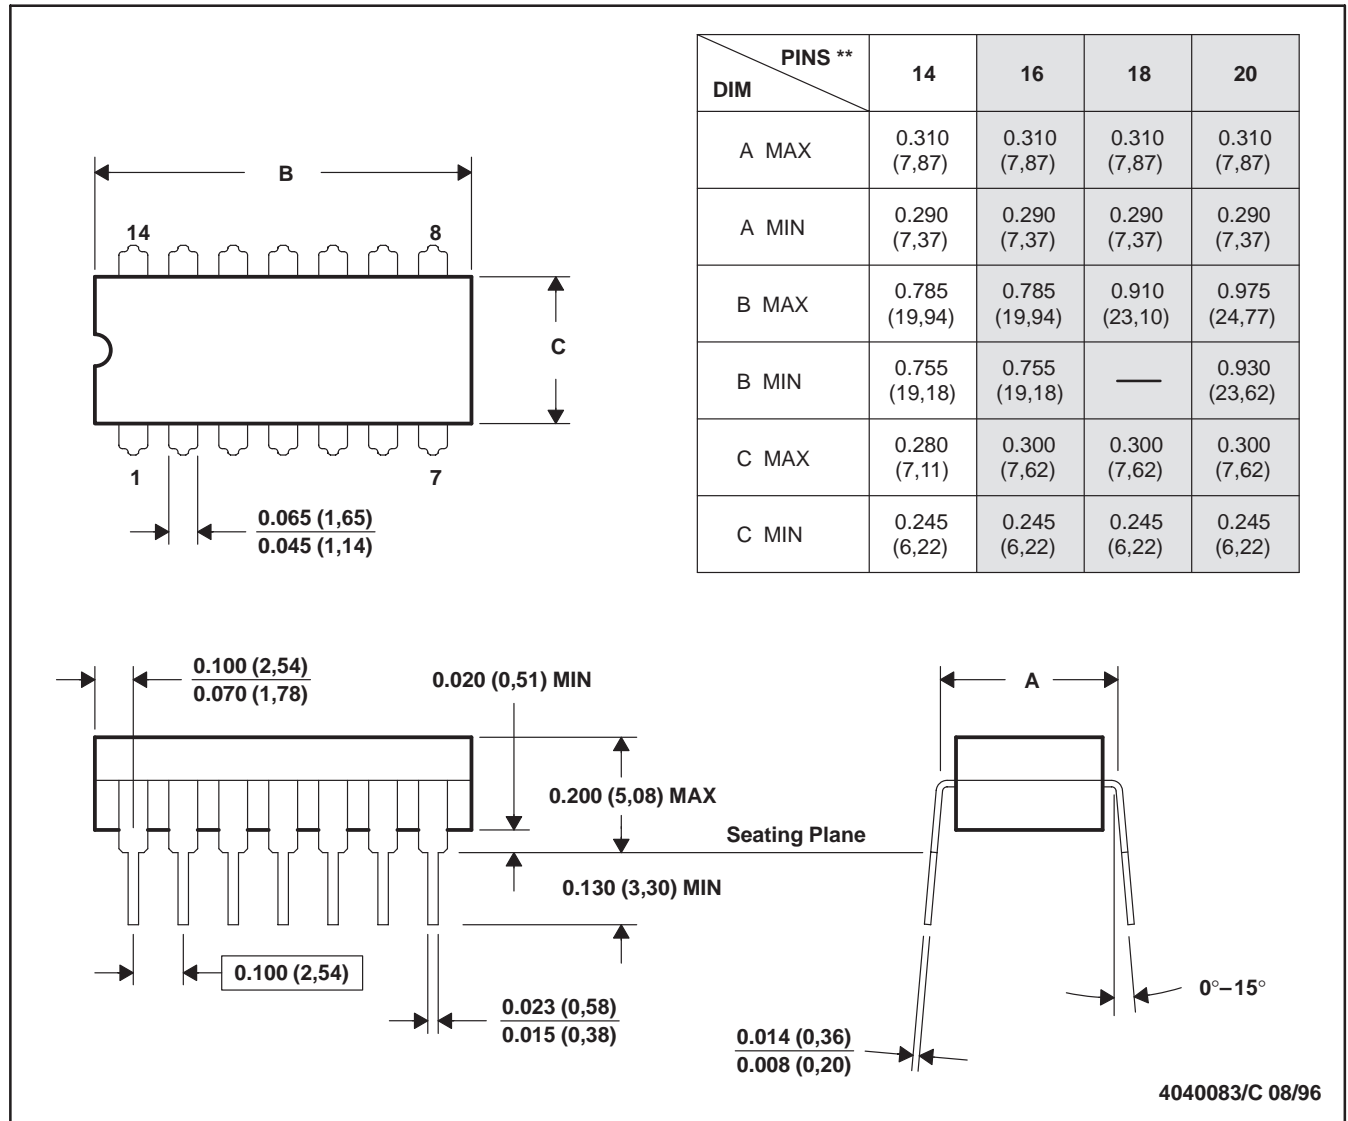 PINS **
DIM
14 16 18 20
A MAX 0.310 (7,87) 0.310 (7,87) 0.310 (7,87) 0.310 (7,87)
A MIN 0.290 (7,37) 0.290 (7,37) 0.290 (7,37) 0.290 (7,37)
B MAX 0.785 (19,94) 0.785 (19,94) 0.910 (23,10) 0.975 (24,77)
B MIN 0.755 (19,18) 0.755 (19,18) — 0.930 (23,62)
C MAX 0.280 (7,11) 0.300 (7,62) 0.300 (7,62) 0.300 (7,62)
C MIN 0.245 (6,22) 0.245 (6,22) 0.245 (6,22) 0.245 (6,22)
B
14 8
C
1 7
0.065 (1,65)
0.045 (1,14)
0.100 (2,54)
0.070 (1,78)
0.020 (0,51) MIN
A
0.200 (5,08) MAX
Seating Plane
0.130 (3,30) MIN
0.100 (2,54)
0.023 (0,58)
0.015 (0,38)
0°–15°
0.014 (0,36)
0.008 (0,20)
4040083/C 08/96